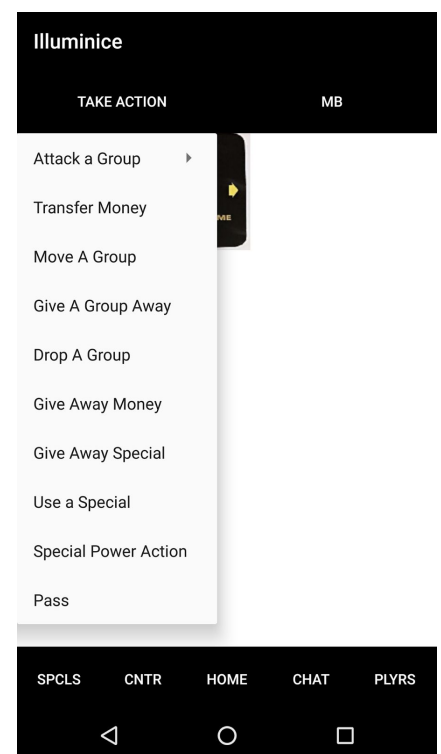 Illuminice
TAKE ACTION MB
Attack a Group
ME
Transfer Money
Move A Group
Give A Group Away
Drop A Group
Give Away Money
Give Away Special
Use a Special
Special Power Action
Pass
SPCLS CNTR HOME CHAT PLYRS